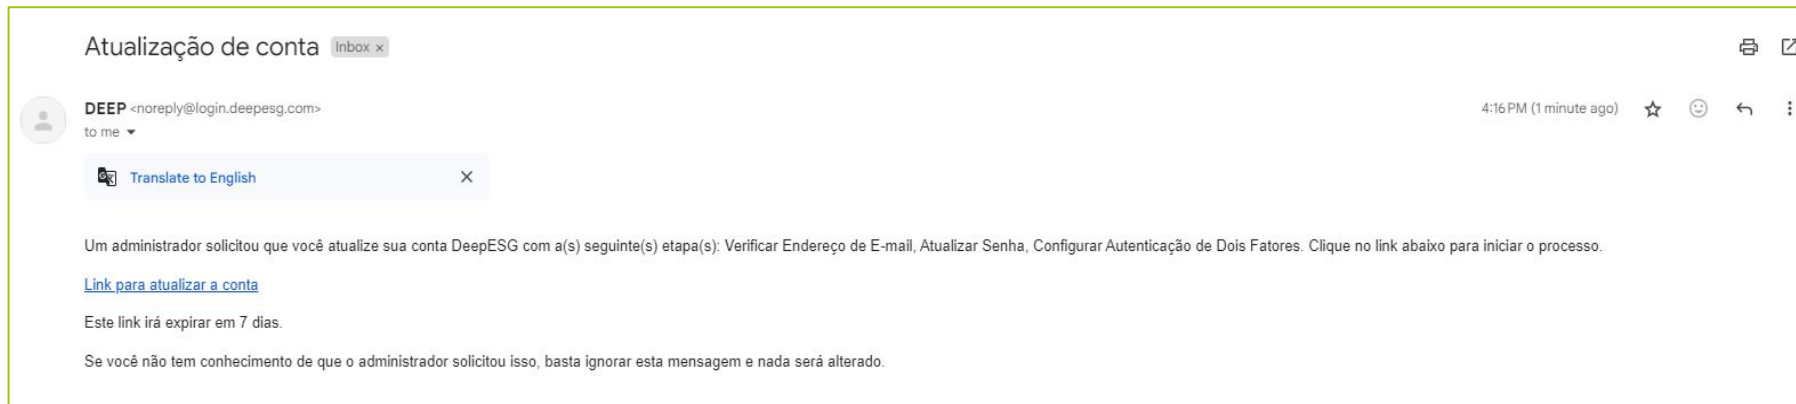 Atualização de conta Inbox ×
DEEP <noreply@login.deepesg.com> 4:16 PM (1 minute ago)
to me
Translate to English
Um administrador solicitou que você atualize sua conta DeepESG com a(s) seguinte(s) etapa(s): Verificar Endereço de E-mail, Atualizar Senha, Configurar Autenticação de Dois Fatores. Clique no link abaixo para iniciar o processo.
Link para atualizar a conta
Este link irá expirar em 7 dias.
Se você não tem conhecimento de que o administrador solicitou isso, basta ignorar esta mensagem e nada será alterado.